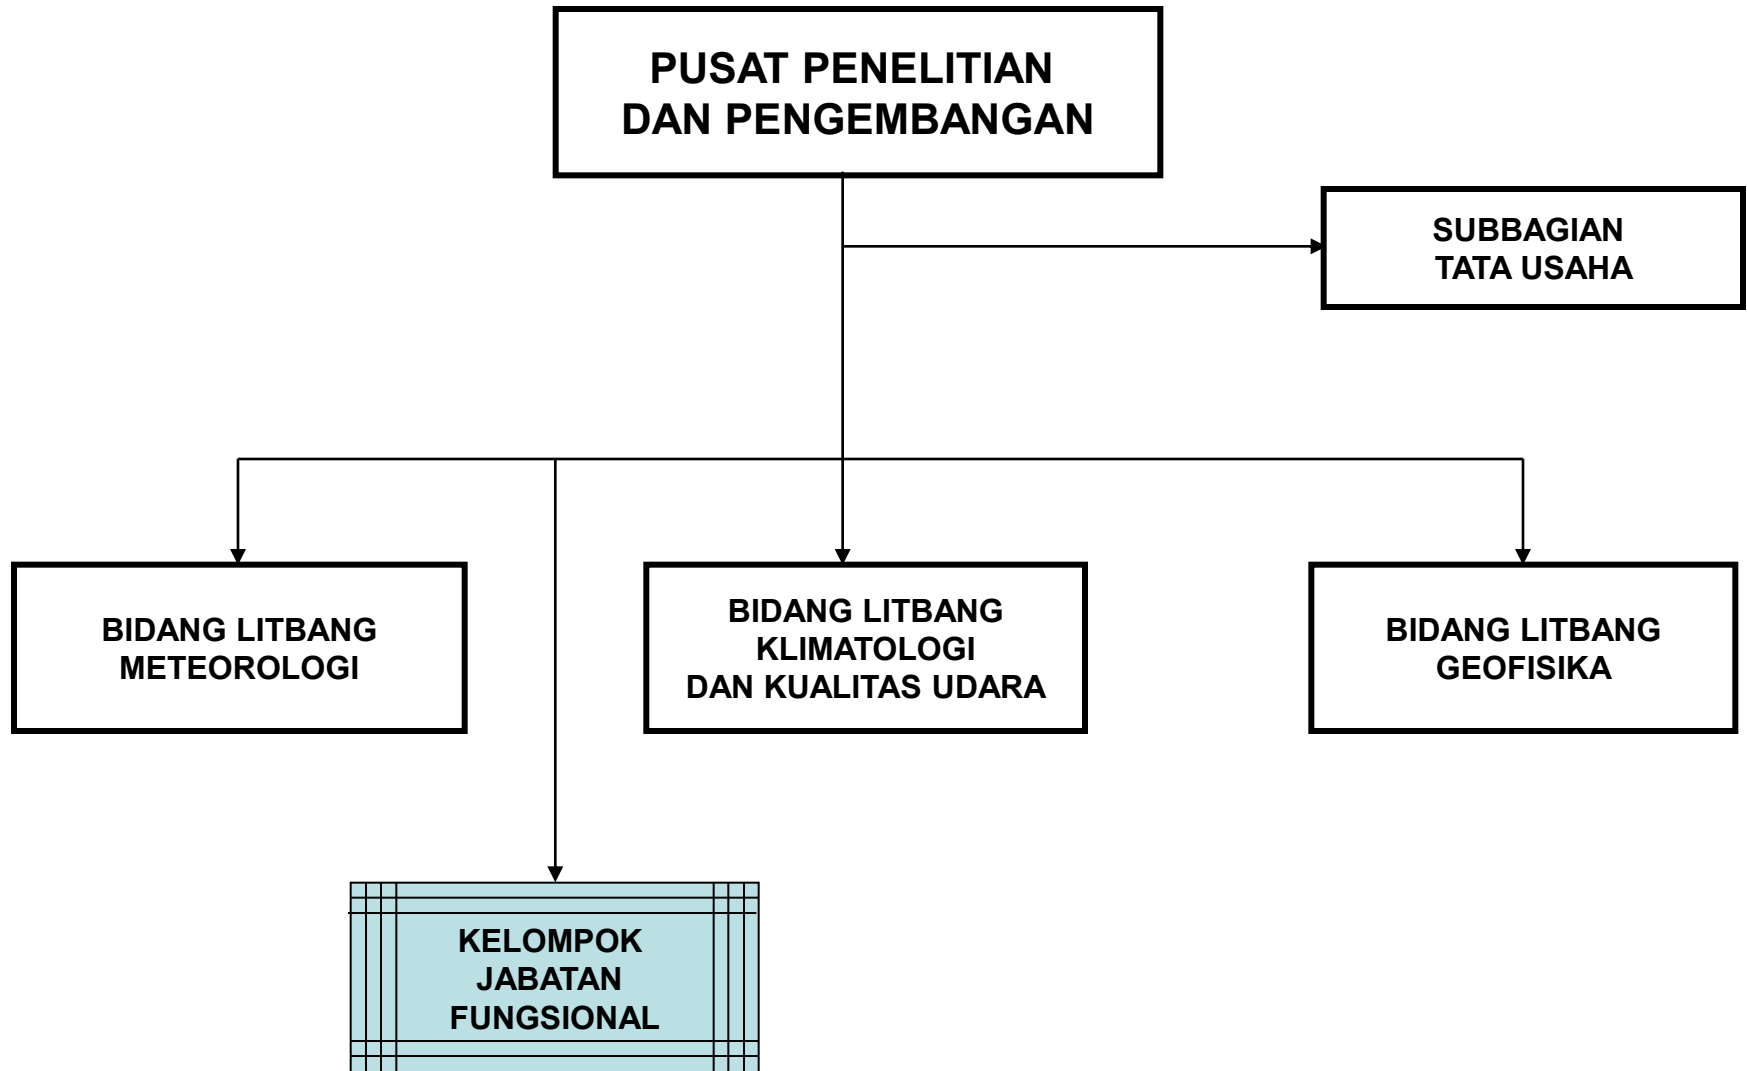 PUSAT PENELITIAN
DAN PENGEMBANGAN
SUBBAGIAN
TATA USAHA
BIDANG LITBANG
METEOROLOGI
BIDANG LITBANG
KLIMATOLOGI
DAN KUALITAS UDARA
BIDANG LITBANG
GEOFISIKA
KELOMPOK
JABATAN
FUNGSIONAL